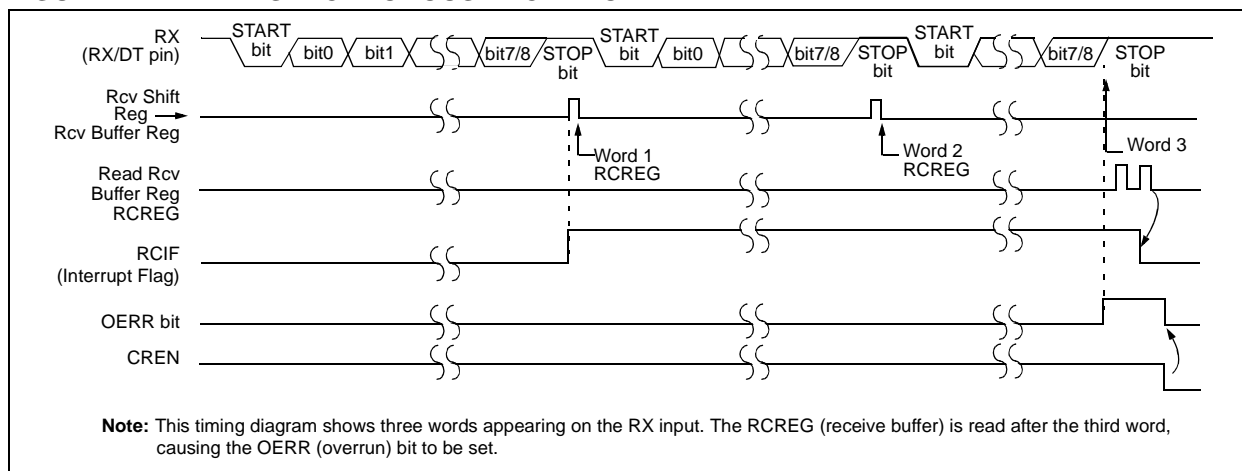 RX
(RX/DT pin)
START
bit
bit0
bit1
bit7/8
STOP
bit
START
bit
bit0
bit7/8
STOP
bit
START
bit
bit7/8
STOP
bit
Rcv Shift
Reg
Rcv Buffer Reg
Word 1
RCREG
Word 2
RCREG
Word 3
Read Rcv
Buffer Reg
RCREG
RCIF
(Interrupt Flag)
OERR bit
CREN
Note: This timing diagram shows three words appearing on the RX input. The RCREG (receive buffer) is read after the third word,
causing the OERR (overrun) bit to be set.